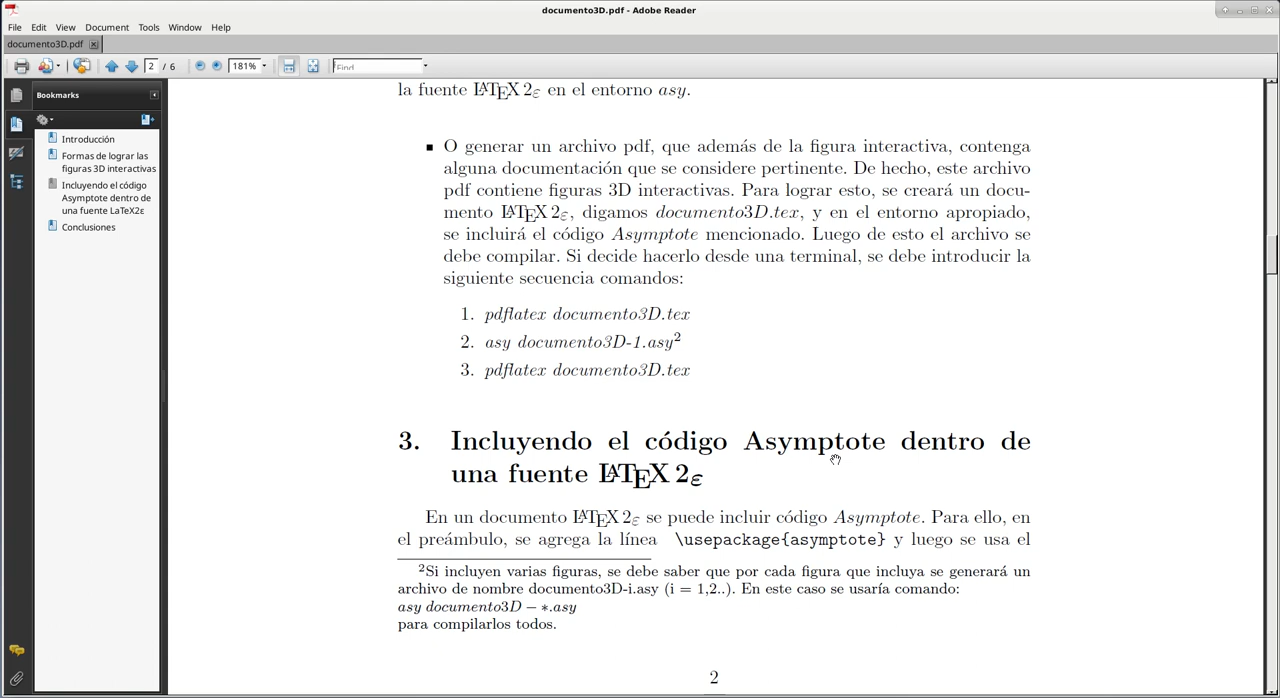 documento3D.pdf - Adobe Reader
File Edit View Document Tools Window Help
documento3D.pdf
2 / 6 181% Find
Bookmarks
Introducción
Formas de lograr las
figuras 3D interactivas
Incluyendo el código
Asymptote dentro de
una fuente LaTeX2ε
Conclusiones
la fuente LATEX 2ε en el entorno asy.
▪ O generar un archivo pdf, que además de la figura interactiva, contenga
alguna documentación que se considere pertinente. De hecho, este archivo
pdf contiene figuras 3D interactivas. Para lograr esto, se creará un docu-
mento LATEX 2ε, digamos documento3D.tex, y en el entorno apropiado,
se incluirá el código Asymptote mencionado. Luego de esto el archivo se
debe compilar. Si decide hacerlo desde una terminal, se debe introducir la
siguiente secuencia comandos:
1. pdflatex documento3D.tex
2. asy documento3D-1.asy²
3. pdflatex documento3D.tex
3. Incluyendo el código Asymptote dentro de
una fuente LATEX 2ε
En un documento LATEX 2ε se puede incluir código Asymptote. Para ello, en
el preámbulo, se agrega la línea \usepackage{asymptote} y luego se usa el
²Si incluyen varias figuras, se debe saber que por cada figura que incluya se generará un
archivo de nombre documento3D-i.asy (i = 1,2..). En este caso se usaría comando:
asy documento3D − ∗.asy
para compilarlos todos.
2